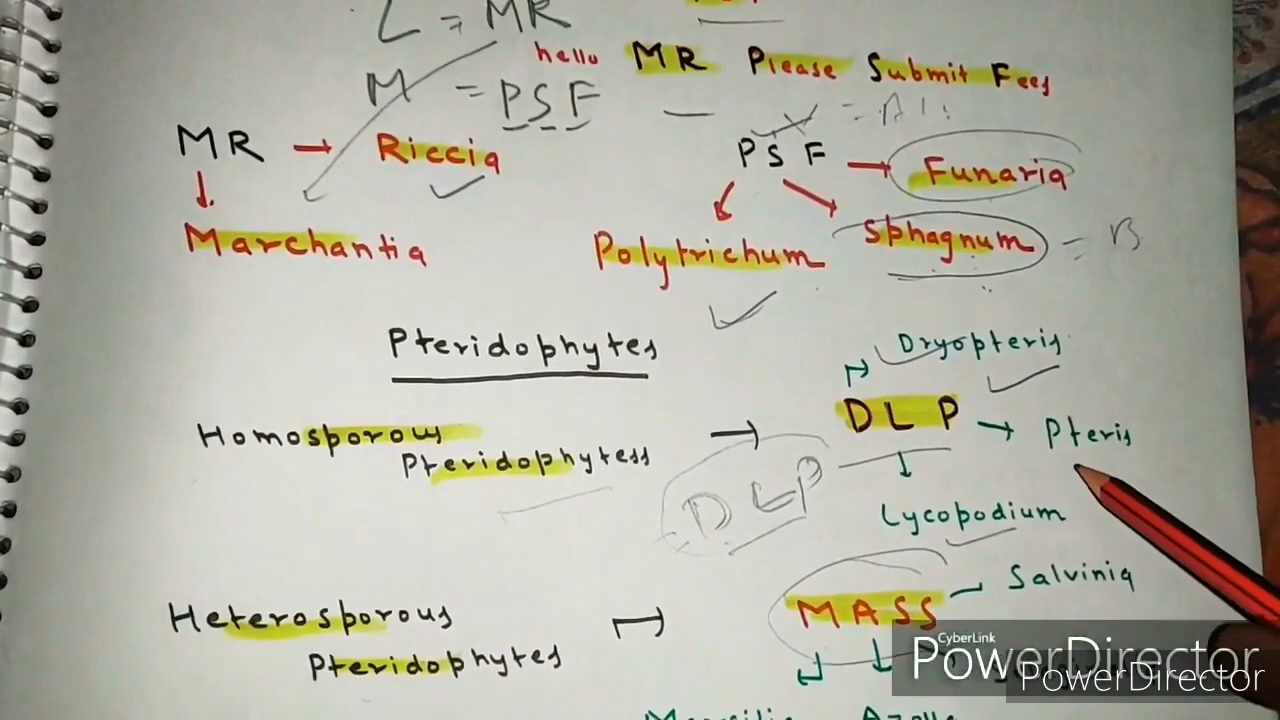 L = MR
hello MR Please Submit Fees
M = PSF
MR → Riccia
PSF → Funaria
Marchantia
Polytrichum
Sphagnum = B
Pteridophytes
Dryopteris
Homosporous → DLP → Pteris
Pteridophytess
DLP
Lycopodium
Salvinia
Heterosporous → MASS
Pteridophytes
CyberLink
PowerDirector
PowerDirector